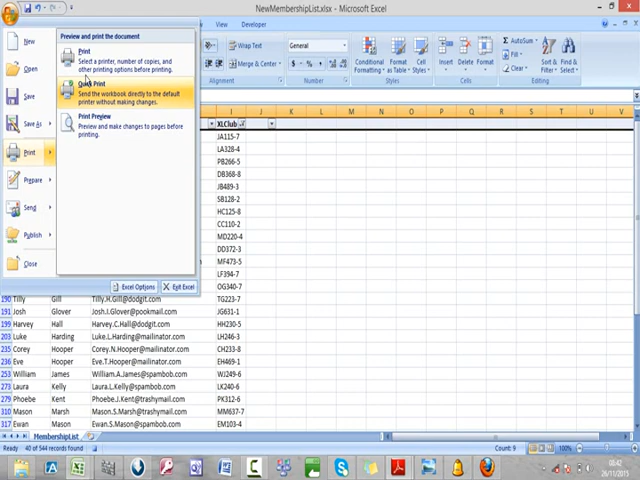 NewMembershipList.xlsx - Microsoft Excel
View
Developer
New
Open
Save
Save As
Print
Prepare
Send
Publish
Close
Preview and print the document
Print
Select a printer, number of copies, and
other printing options before printing.
Quick Print
Send the workbook directly to the default
printer without making changes.
Print Preview
Preview and make changes to pages before
printing.
Excel Options
Exit Excel
Wrap Text
Merge & Center
Alignment
General
Number
Conditional
Formatting
Format
as Table
Cell
Styles
Styles
Insert
Delete
Format
Cells
AutoSum
Fill
Clear
Sort &
Filter
Find &
Select
Editing
I J K L M N O P Q R S T U V
XLClub
JA115-7
LA328-4
PB266-5
DB368-8
JB489-3
SB128-2
HC125-8
CC110-2
MD220-4
DD372-3
MF473-5
LF394-7
OG340-7
190 Tilly Gill Tilly.H.Gill@dodgit.com TG223-7
191 Josh Glover Josh.I.Glover@pookmail.com JG631-1
199 Harvey Hall Harvey.C.Hall@dodgit.com HH230-5
203 Luke Harding Luke.Harding@mailinator.com LH246-3
235 Corey Hooper Corey.N.Hooper@mailinator.com CH233-8
236 Eve Hooper Eve.T.Hooper@mailinator.com EH469-1
253 William James William.A.James@spambob.com WJ249-6
273 Laura Kelly Laura.L.Kelly@spambob.com LK240-6
279 Phoebe Kent Phoebe.C.Kent@trashymail.com PK312-6
310 Mason Marsh Mason.S.Marsh@trashymail.com MM637-7
317 Ewan Swan Ewan.Swan@spambob.com EM103-4
MembershipList
Ready 40 of 544 records found
Count: 9
100%
08:42
26/11/2015